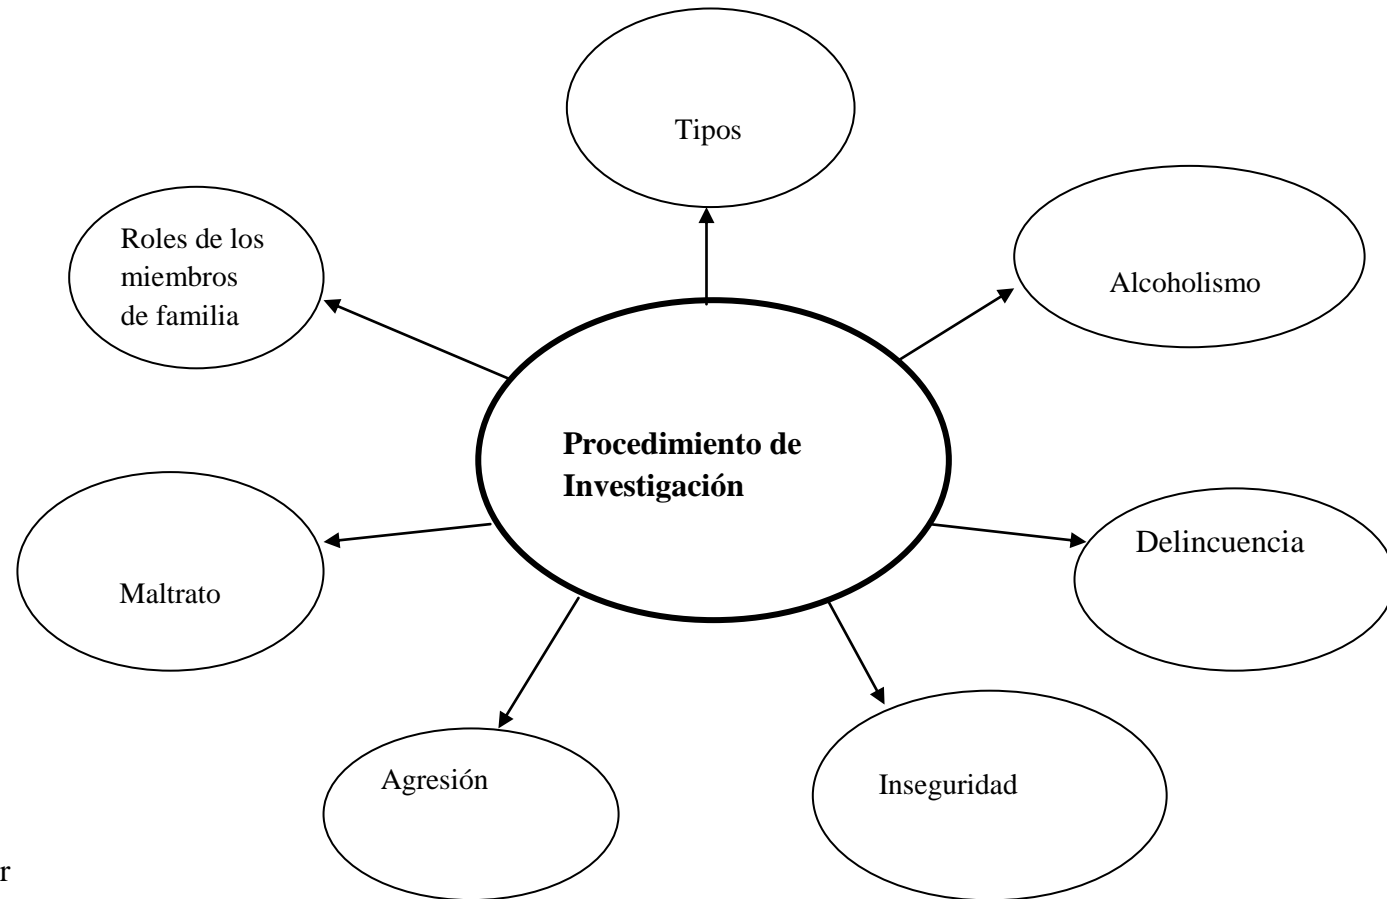 Tipos
Roles de los
miembros
de familia
Alcoholismo
Procedimiento de
Investigación
Delincuencia
Maltrato
Agresión
Inseguridad
r